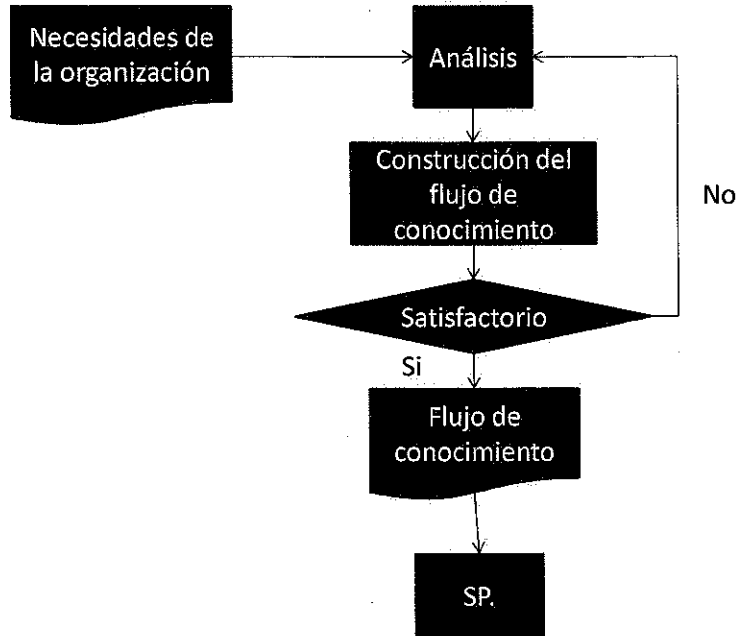 Necesidades de
la organización
Análisis
Construcción del
flujo de
conocimiento
No
Satisfactorio
Si
Flujo de
conocimiento
SP.